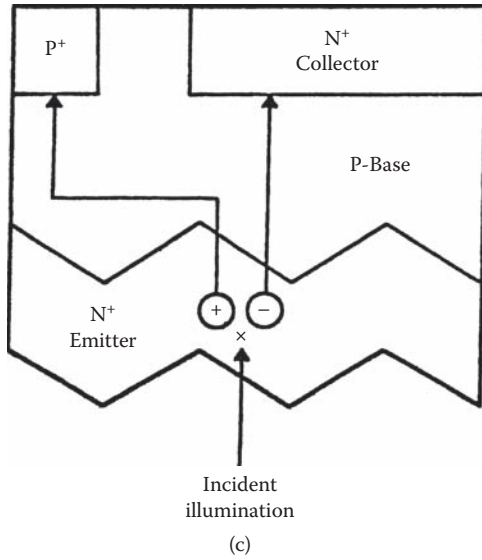 P⁺
N⁺
Collector
P-Base
N⁺
Emitter
+
−
×
Incident
illumination
(c)